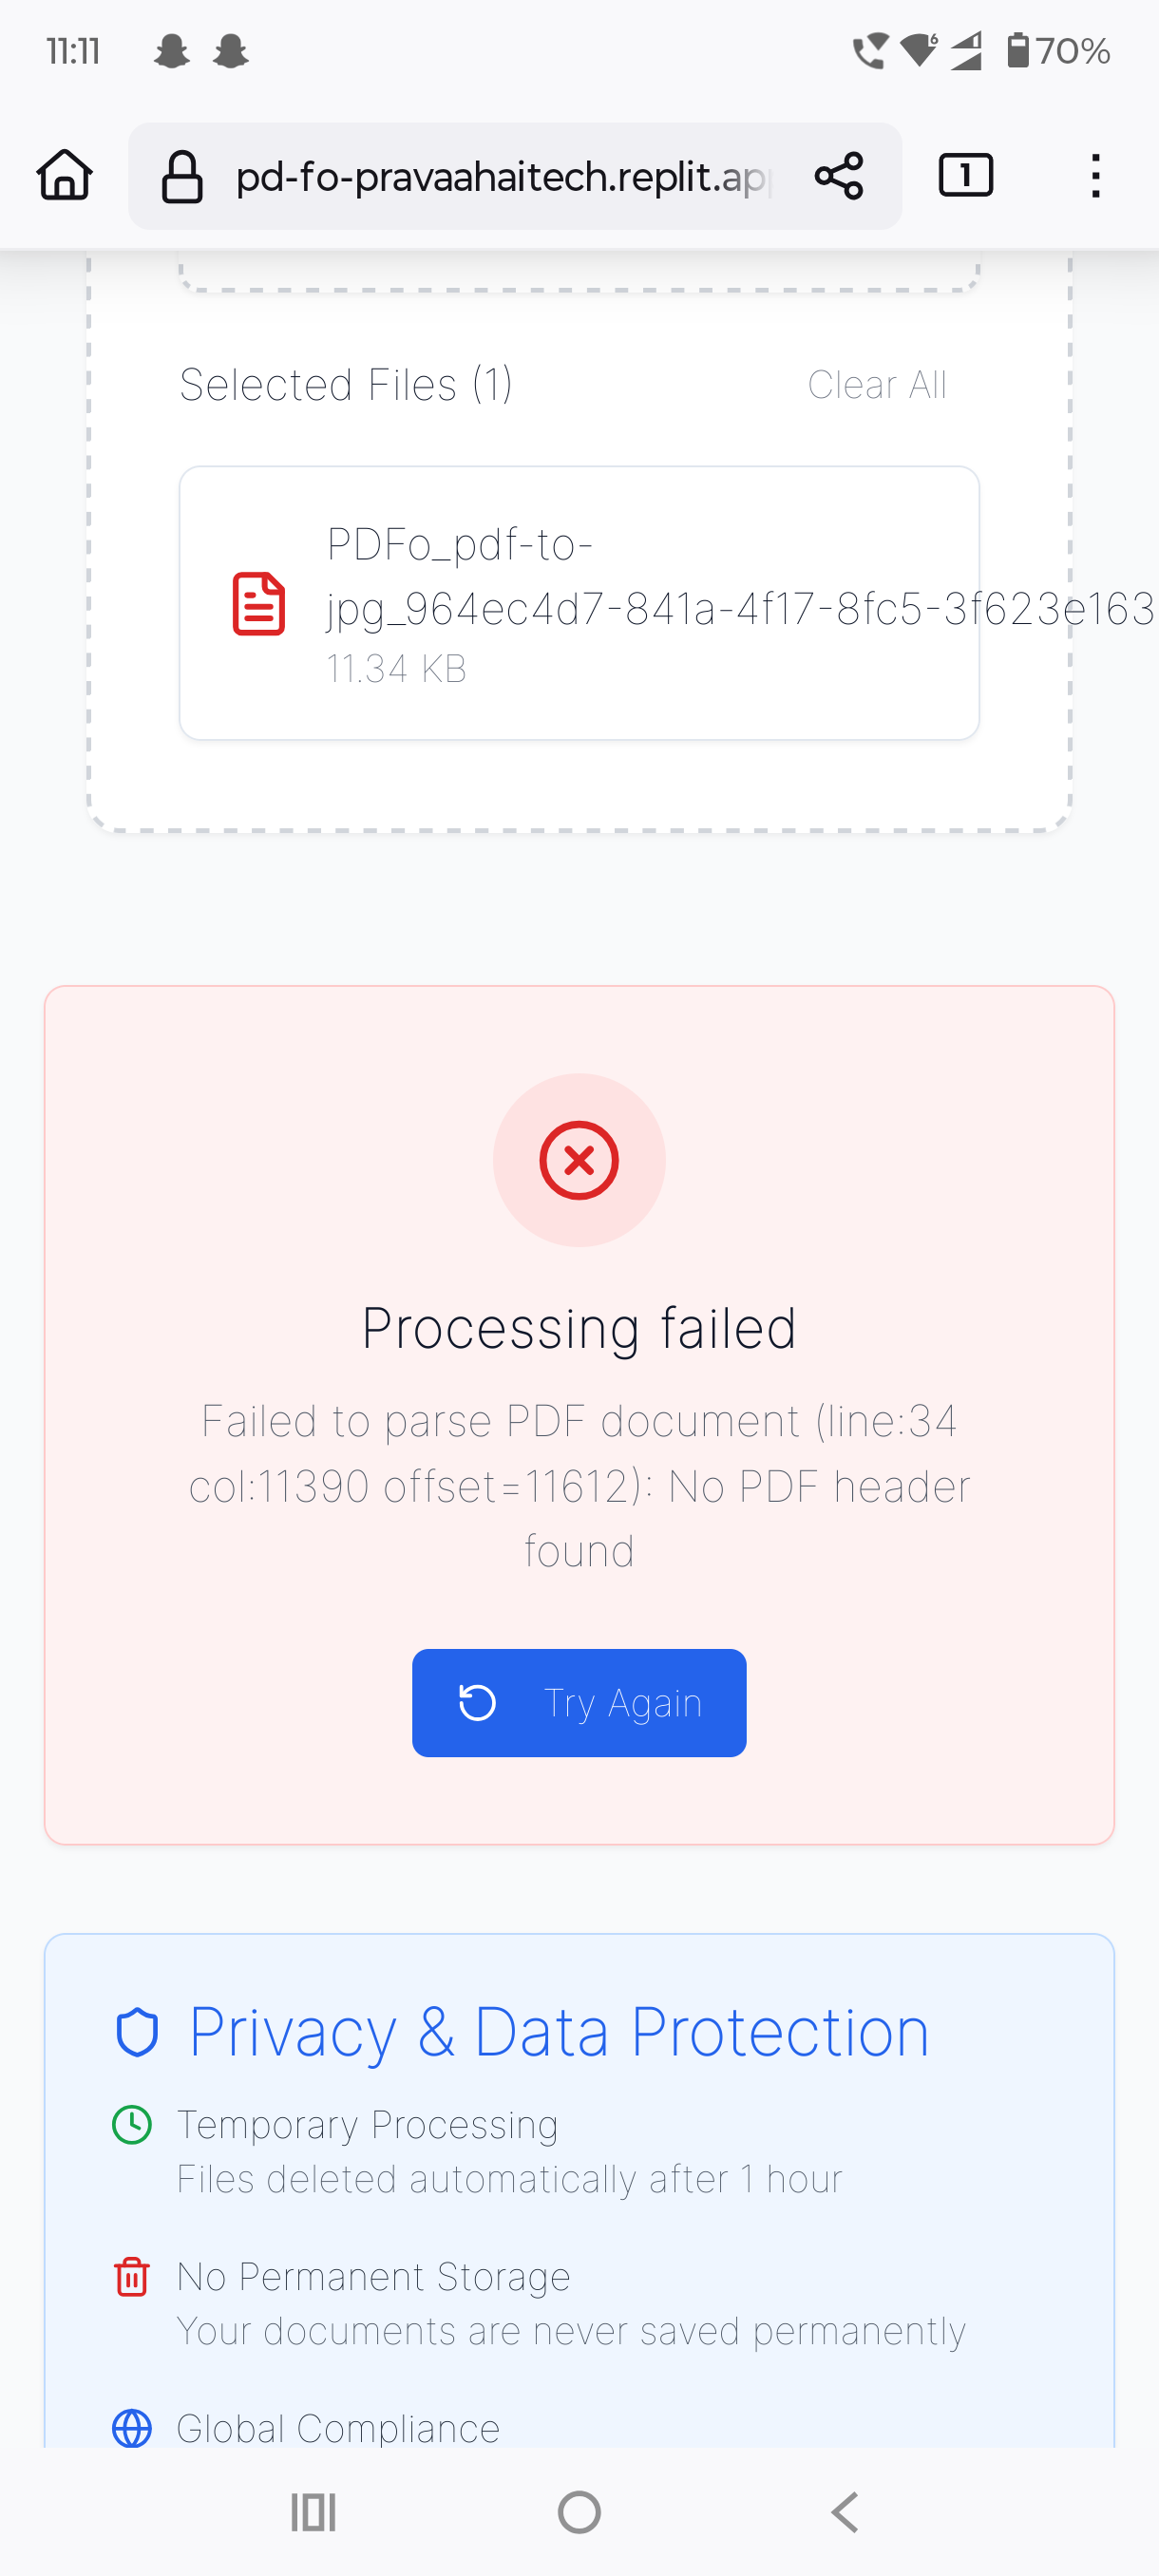 11:11
6
70%
pd-fo-pravaahaitech.replit.app
1
Selected Files (1)
Clear All
PDFo_pdf-to-
jpg_964ec4d7-841a-4f17-8fc5-3f623e163
11.34 KB
Processing failed
Failed to parse PDF document (line:34
col:11390 offset=11612): No PDF header
found
Try Again
Privacy & Data Protection
Temporary Processing
Files deleted automatically after 1 hour
No Permanent Storage
Your documents are never saved permanently
Global Compliance